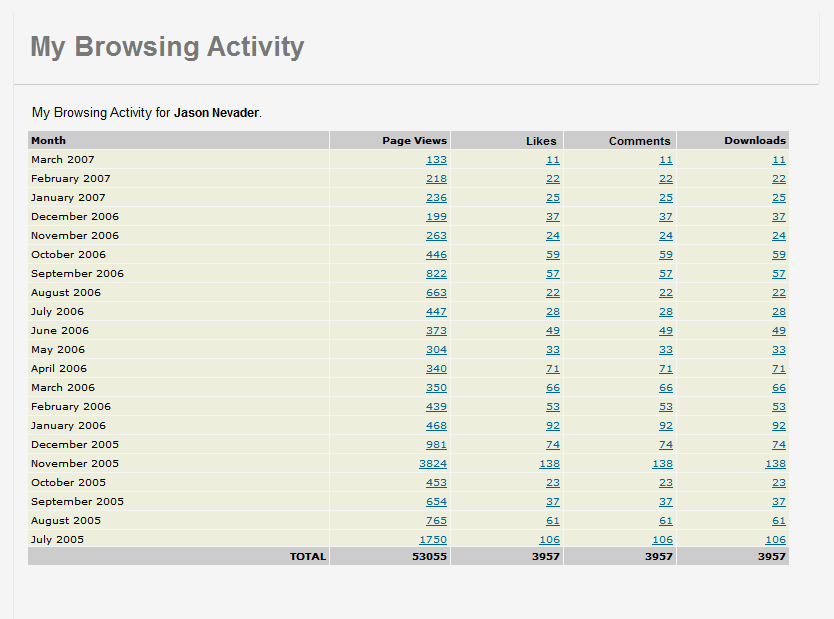 My Browsing Activity
My Browsing Activity for Jason Nevader.
Month Page Views Likes Comments Downloads
March 2007 133 11 11 11
February 2007 218 22 22 22
January 2007 236 25 25 25
December 2006 199 37 37 37
November 2006 263 24 24 24
October 2006 446 59 59 59
September 2006 822 57 57 57
August 2006 663 22 22 22
July 2006 447 28 28 28
June 2006 373 49 49 49
May 2006 304 33 33 33
April 2006 340 71 71 71
March 2006 350 66 66 66
February 2006 439 53 53 53
January 2006 468 92 92 92
December 2005 981 74 74 74
November 2005 3824 138 138 138
October 2005 453 23 23 23
September 2005 654 37 37 37
August 2005 765 61 61 61
July 2005 1750 106 106 106
TOTAL 53055 3957 3957 3957